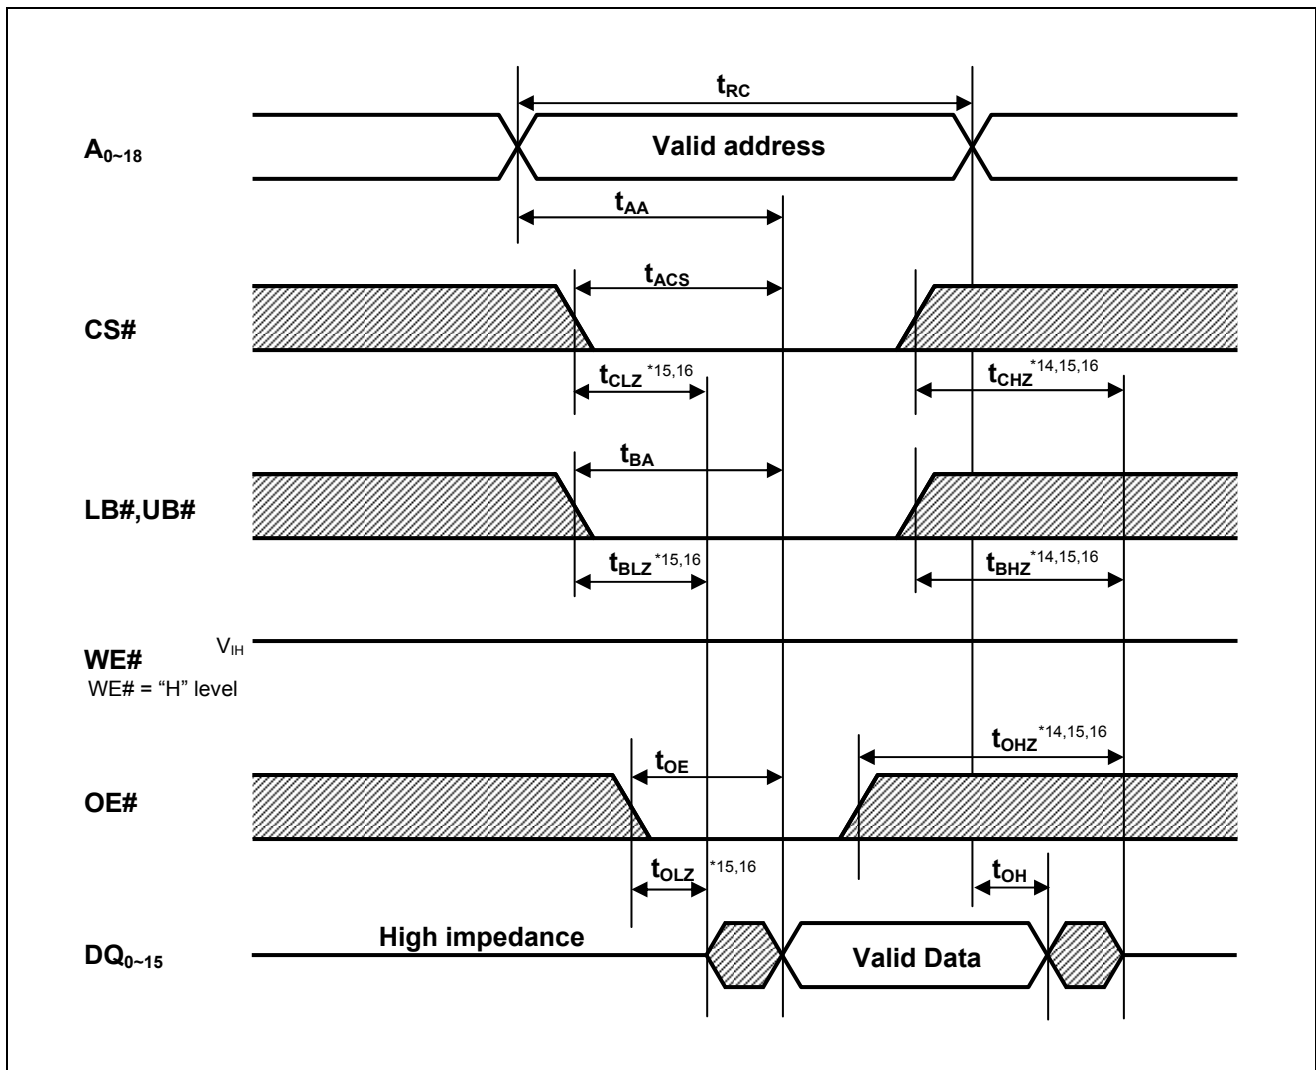 tRC
A0~18
Valid address
tAA
tACS
CS#
tCLZ *15,16
tCHZ *14,15,16
tBA
LB#,UB#
tBLZ *15,16
tBHZ *14,15,16
VIH
WE#
WE# = “H” level
tOHZ *14,15,16
tOE
OE#
tOLZ *15,16
tOH
High impedance
DQ0~15
Valid Data